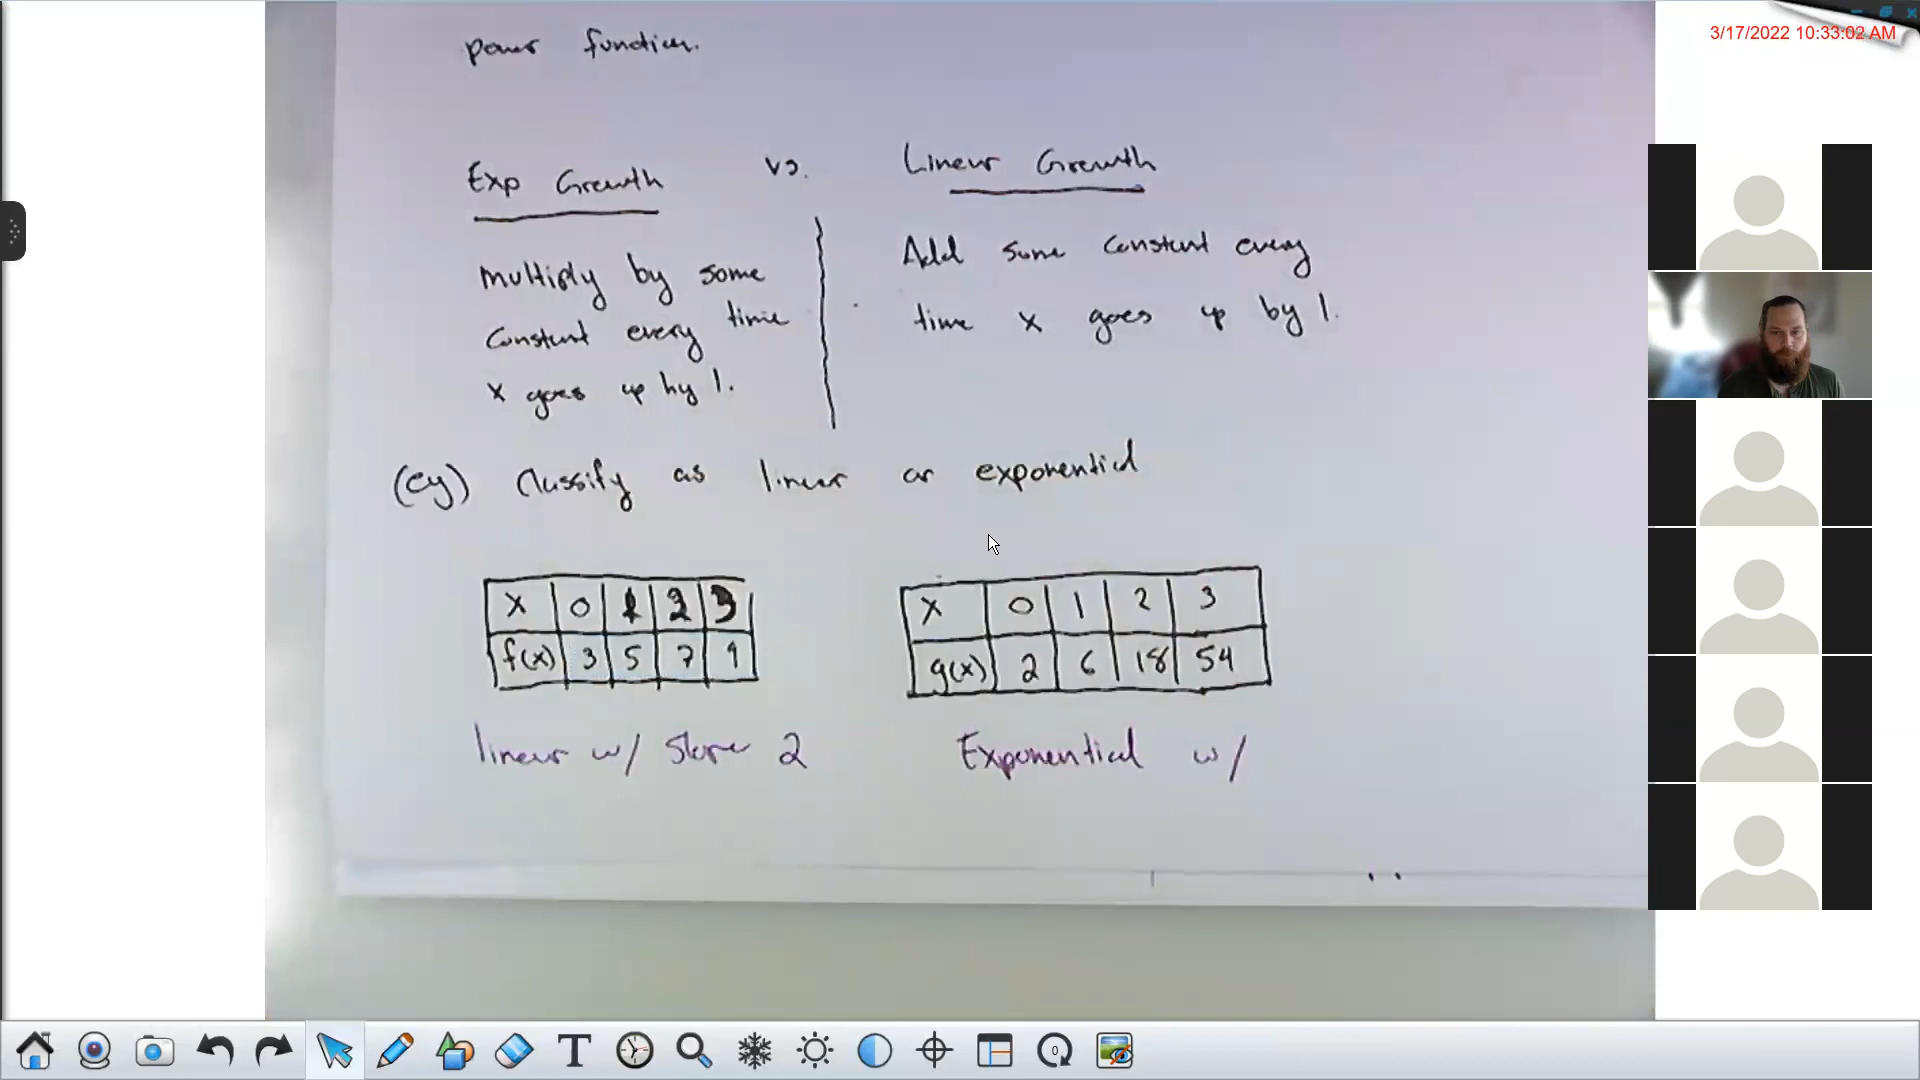 3/17/2022 10:33:02 AM
power function.
Exp Growth vs. Linear Growth
Multiply by some
constant every time
x goes up by 1.
Add some constant every
time x goes up by 1.
(eg) Classify as linear or exponential
x 0 1 2 3
f(x) 3 5 7 9
x 0 1 2 3
g(x) 2 6 18 54
linear w/ slope 2
Exponential w/
T
0